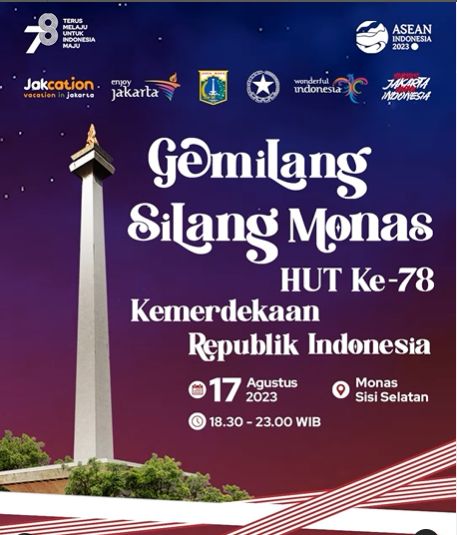 78
TERUS
MELAJU
UNTUK
INDONESIA
MAJU
ASEAN
INDONESIA
2023
Jakcation
vacation in jakarta
enjoy
jakarta
wonderful
indonesia
JAKARTA
INDONESIA
Gemilang
Silang Monas
HUT Ke-78
Kemerdekaan
Republik Indonesia
17
Agustus
2023
Monas
Sisi Selatan
18.30 - 23.00 WIB